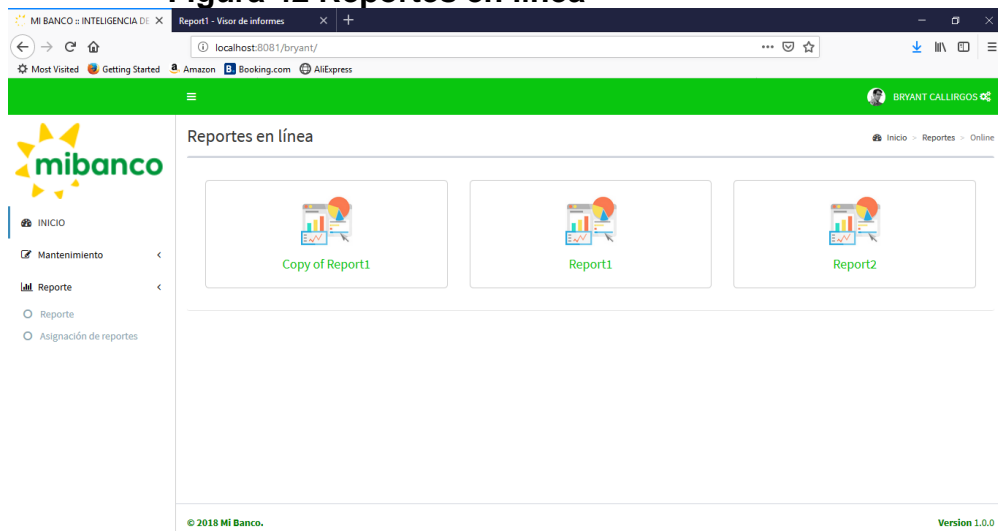 Figura 42 Reportes en línea
MI BANCO :: INTELIGENCIA DE
Report1 - Visor de informes
localhost:8081/bryant/
Most Visited
Getting Started
Amazon
Booking.com
AliExpress
BRYANT CALLIRGOS
mibanco
Reportes en línea
Inicio > Reportes > Online
INICIO
Mantenimiento
Reporte
Reporte
Asignación de reportes
Copy of Report1
Report1
Report2
© 2018 Mi Banco.
Version 1.0.0